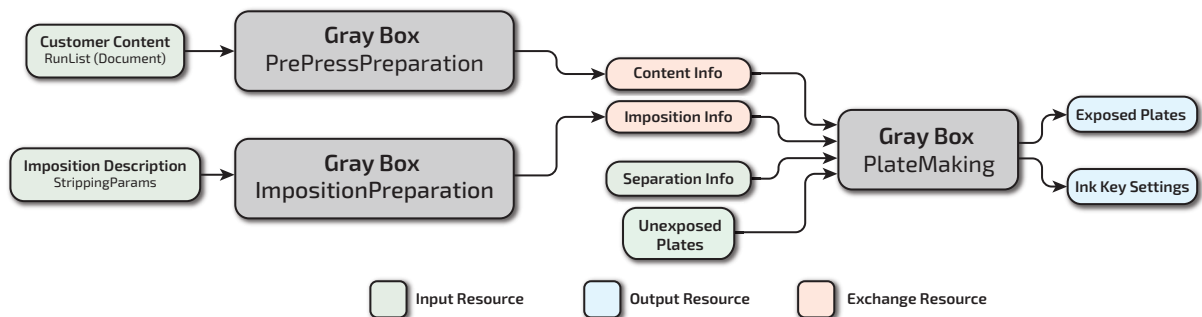 Customer Content
RunList (Document)
Gray Box
PrePressPreparation
Content Info
Imposition Info
Imposition Description
StrippingParams
Gray Box
ImpositionPreparation
Separation Info
Unexposed
Plates
Gray Box
PlateMaking
Exposed Plates
Ink Key Settings
Input Resource
Output Resource
Exchange Resource